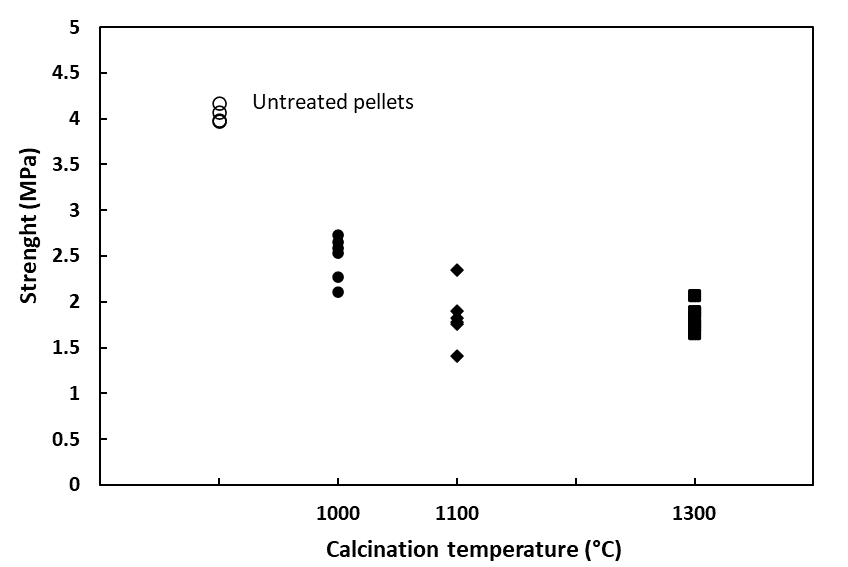 5
4.5
4
3.5
3
2.5
2
1.5
1
0.5
0
Strenght (MPa)
Untreated pellets
1000 1100 1300
Calcination temperature (°C)